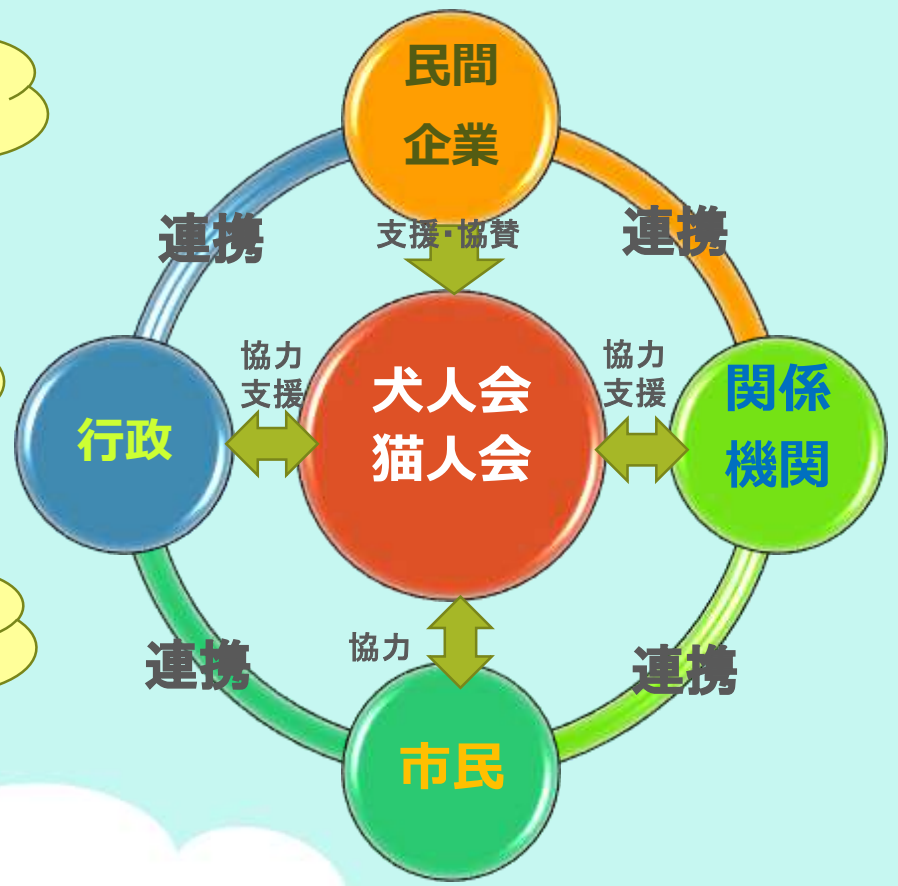 民間
企業
連携
連携
支援・協賛
協力
支援
協力
支援
犬人会
猫人会
行政
関係
機関
協力
連携
連携
市民